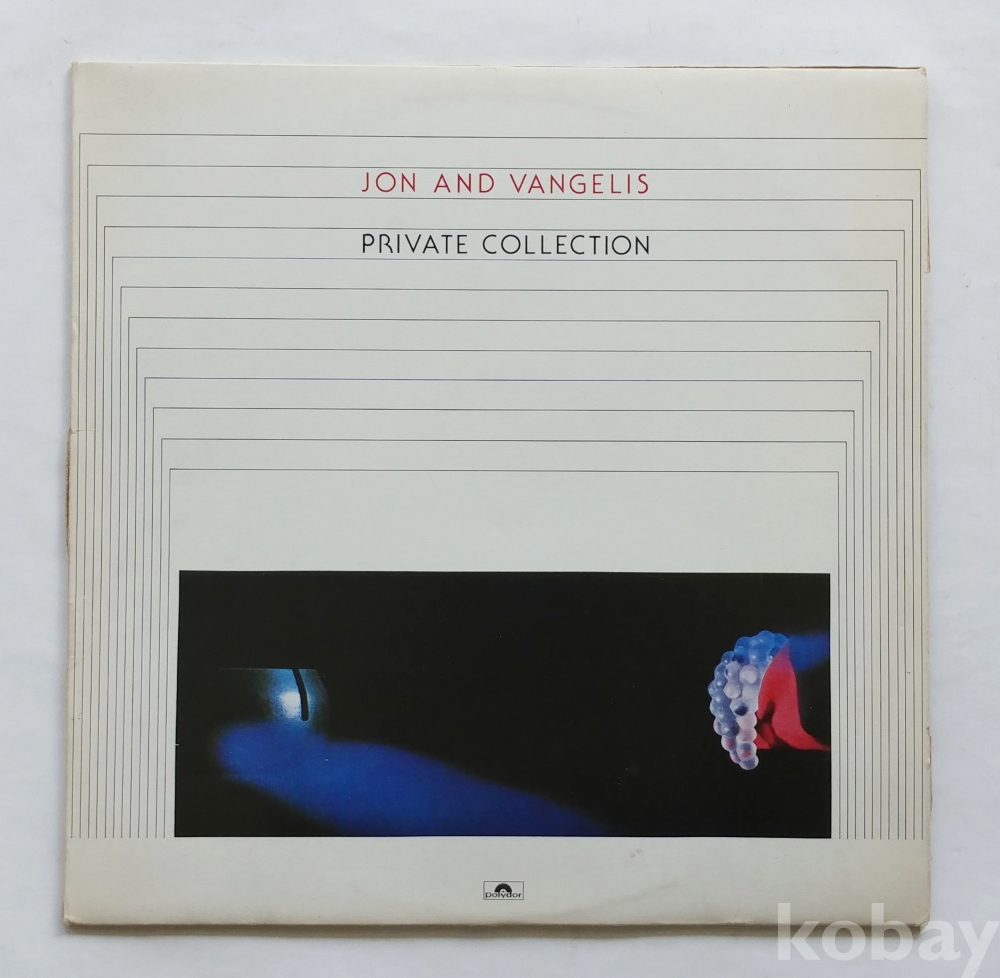 JON AND VANGELIS
PRIVATE COLLECTION
polydor
kobay